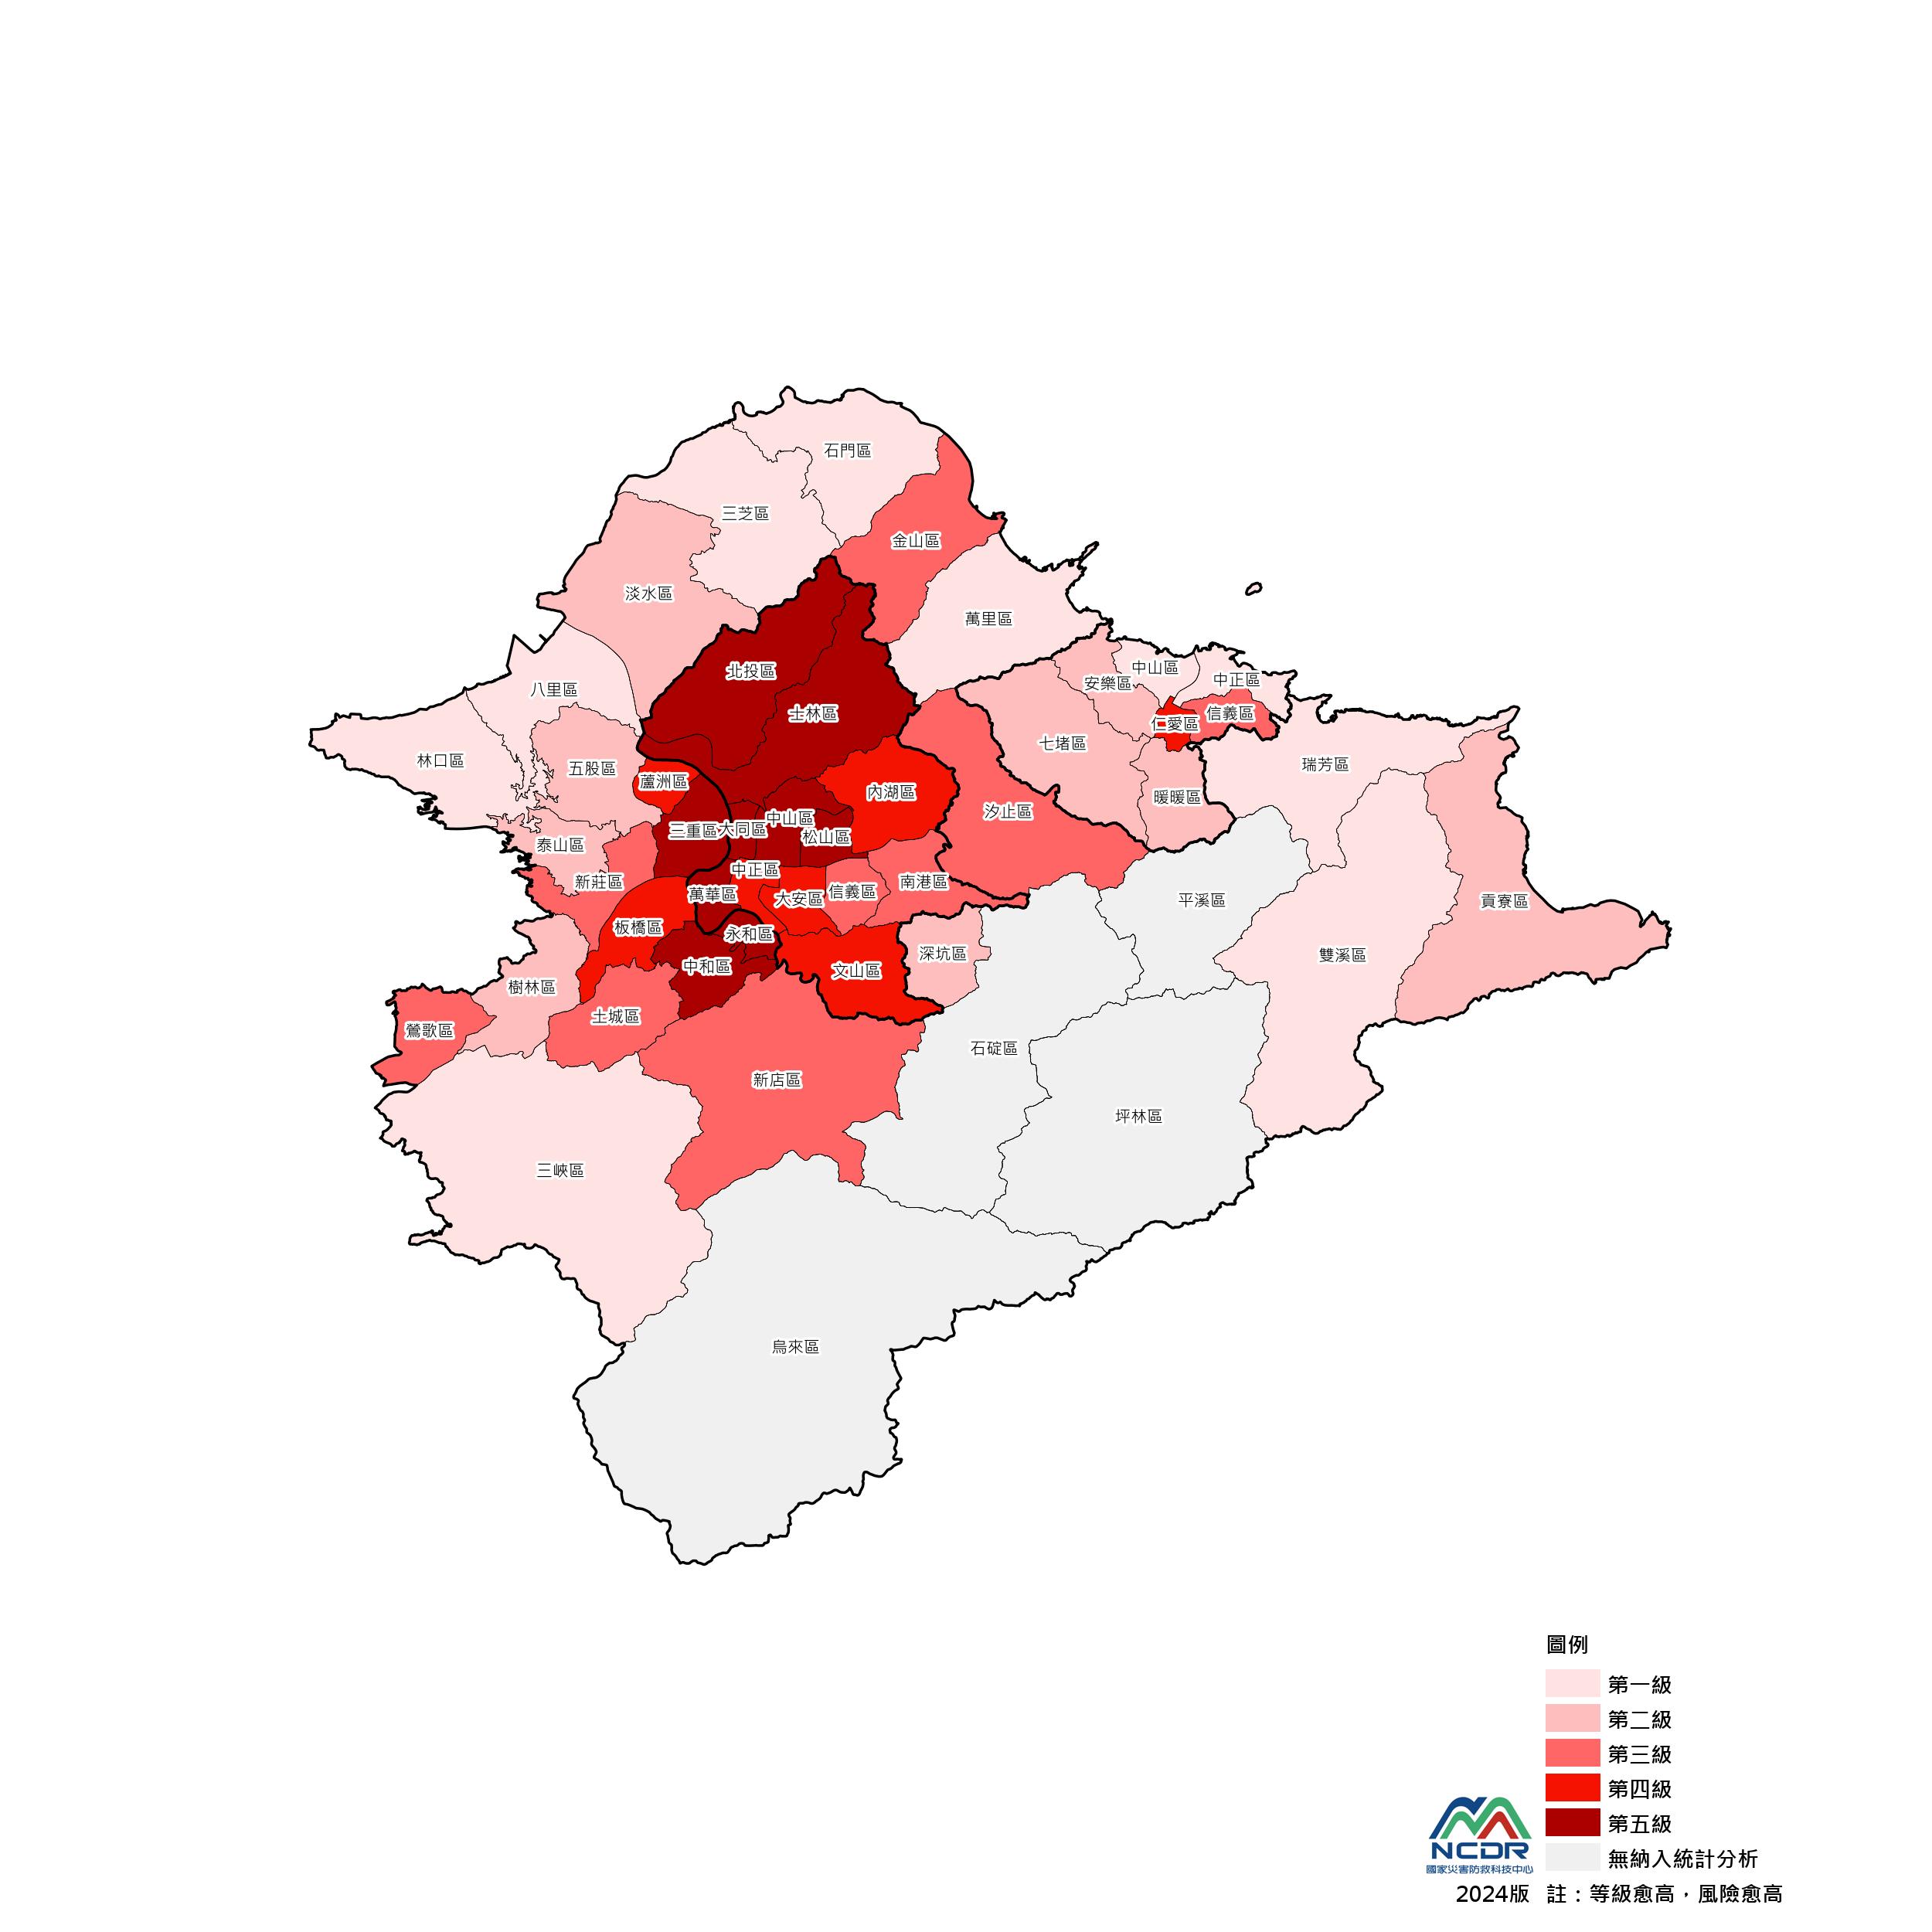 石門區
三芝區
金山區
淡水區
萬里區
北投區
中山區
中正區
安樂區
八里區
士林區
信義區
仁愛區
七堵區
林口區
五股區
瑞芳區
蘆洲區
內湖區
暖暖區
汐止區
中山區
三重區
大同區
松山區
泰山區
中正區
新莊區
南港區
萬華區
信義區
大安區
平溪區
貢寮區
板橋區
永和區
深坑區
雙溪區
中和區
文山區
樹林區
土城區
鶯歌區
石碇區
新店區
坪林區
三峽區
烏來區
圖例
第一級
第二級
第三級
第四級
第五級
無納入統計分析
NCDR
國家災害防救科技中心
2024版 註：等級愈高，風險愈高